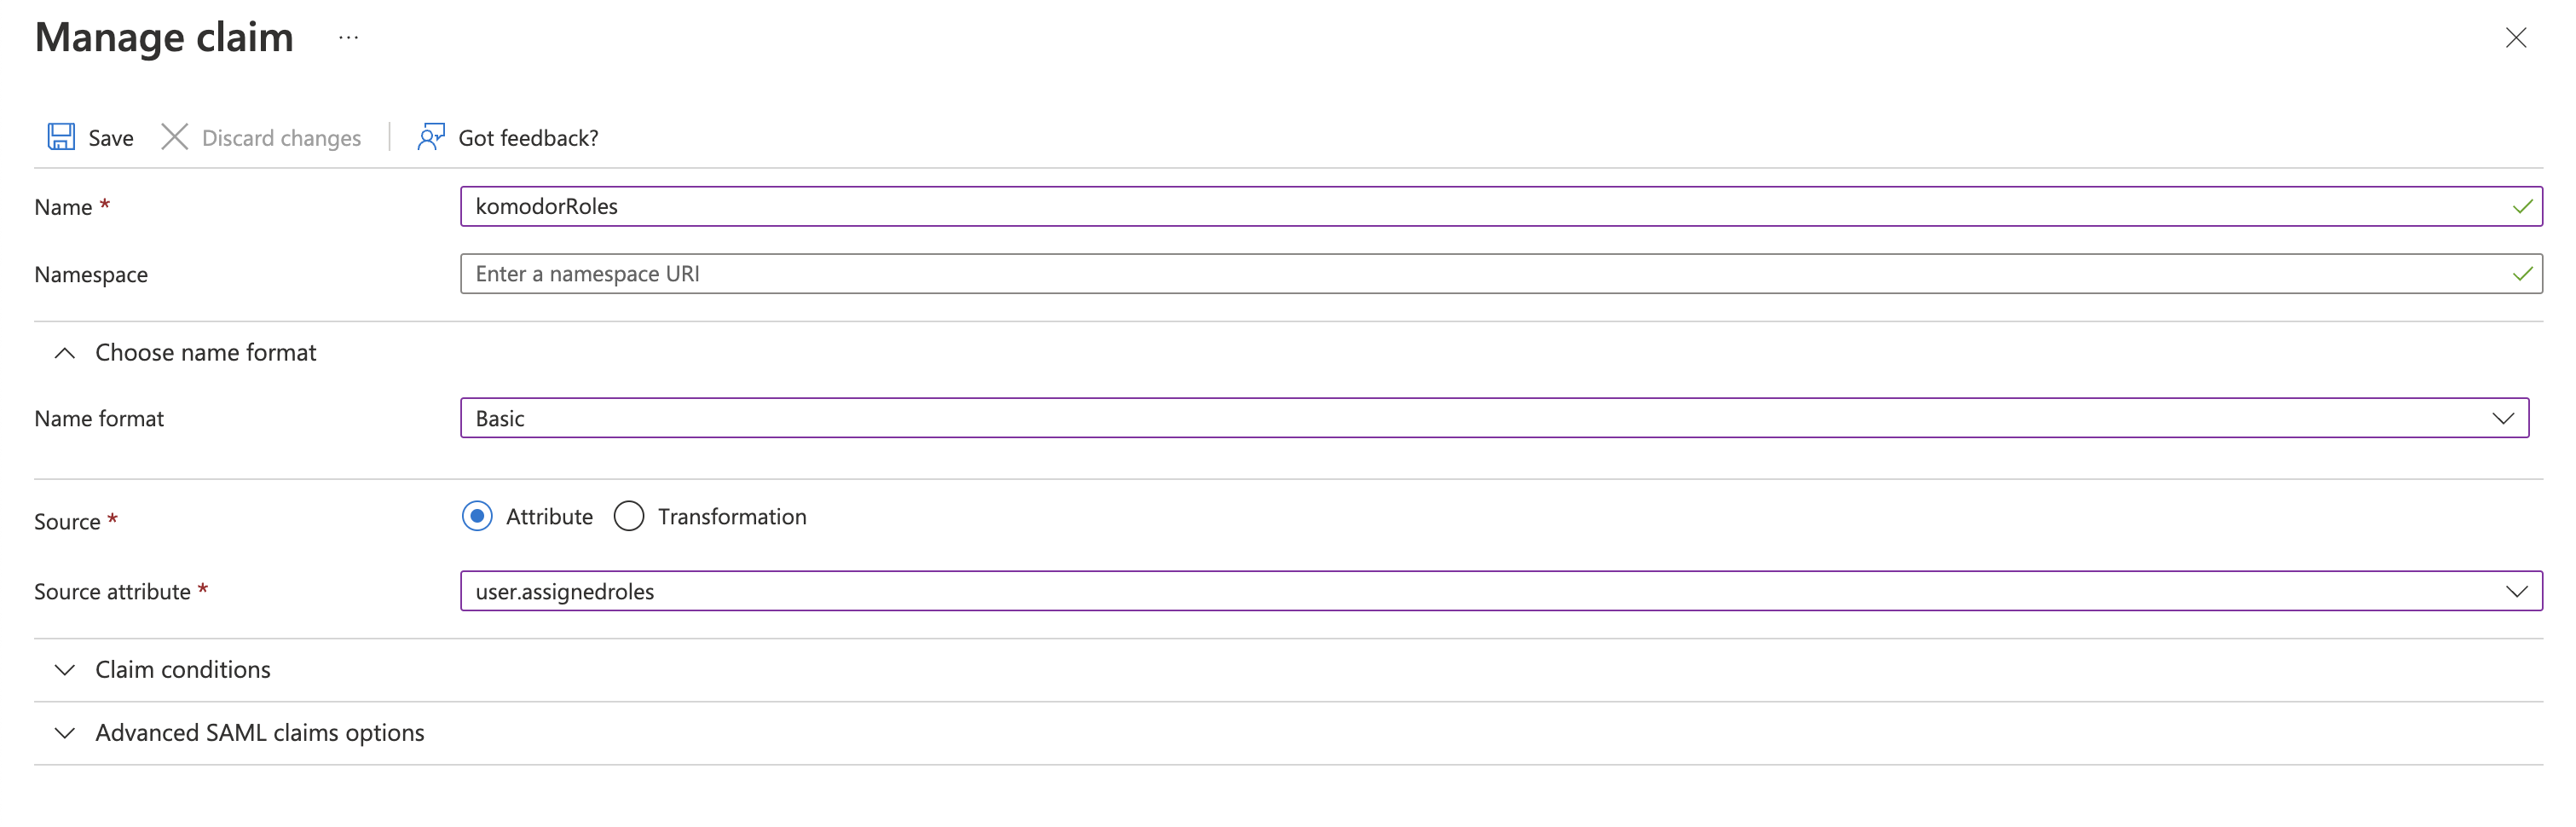 Manage claim ...
Save Discard changes Got feedback?
Name * komodorRoles
Namespace Enter a namespace URI
Choose name format
Name format Basic
Source * Attribute Transformation
Source attribute * user.assignedroles
Claim conditions
Advanced SAML claims options